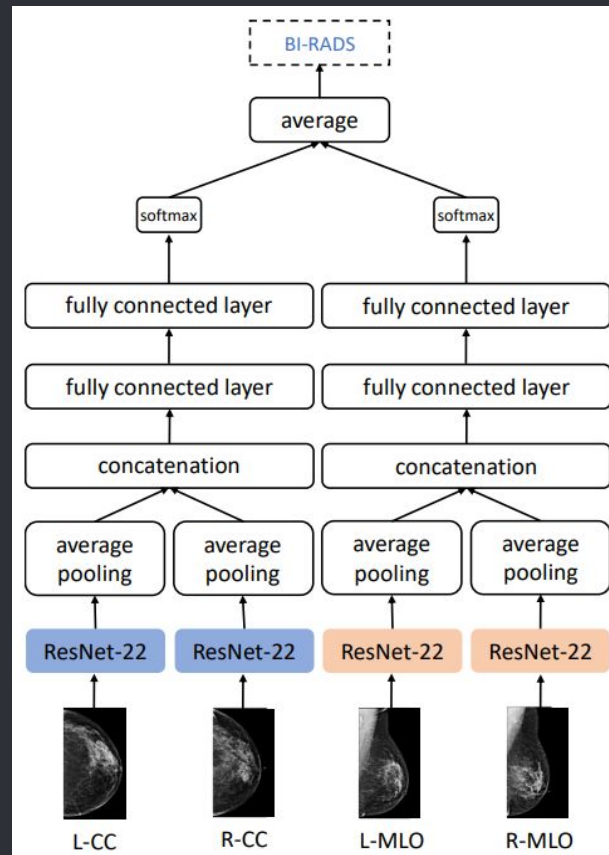 BI-RADS
average
softmax
softmax
fully connected layer
fully connected layer
fully connected layer
fully connected layer
concatenation
concatenation
average
pooling
average
pooling
average
pooling
average
pooling
ResNet-22
ResNet-22
ResNet-22
ResNet-22
L-CC
R-CC
L-MLO
R-MLO